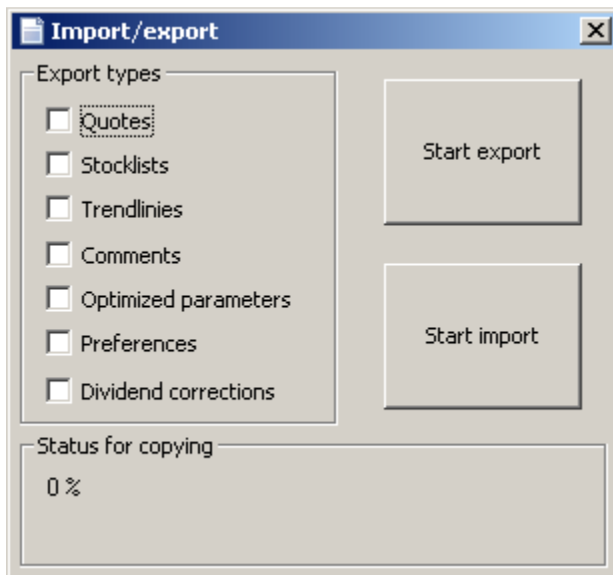 Import/export
Export types
Quotes
Stocklists
Trendlinies
Comments
Optimized parameters
Preferences
Dividend corrections
Start export
Start import
Status for copying
0 %